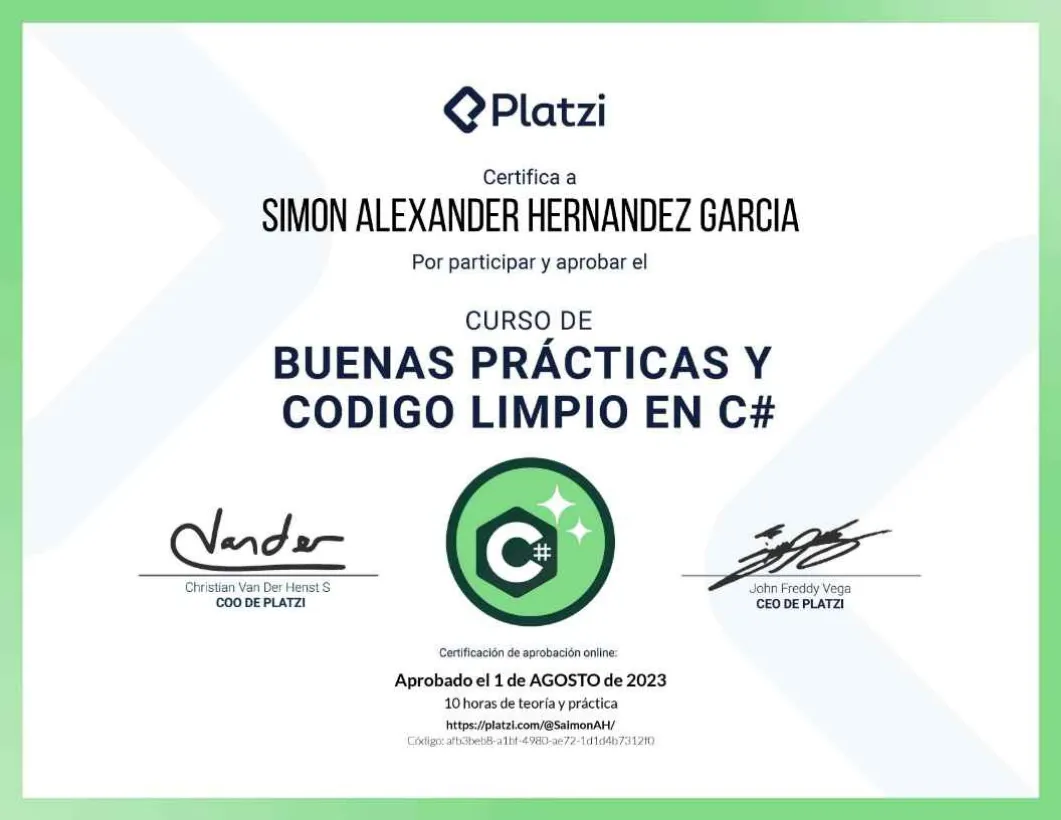 Platzi
Certifica a
SIMON ALEXANDER HERNANDEZ GARCIA
Por participar y aprobar el
CURSO DE
BUENAS PRÁCTICAS Y
CODIGO LIMPIO EN C#
C#
Vander
Christian Van Der Henst S
COO DE PLATZI
John Freddy Vega
CEO DE PLATZI
Certificación de aprobación online:
Aprobado el 1 de AGOSTO de 2023
10 horas de teoría y práctica
https://platzi.com/@SaimonAH/
Código: afb3beb8-a1bf-4980-ae72-1d1d4b7312f0